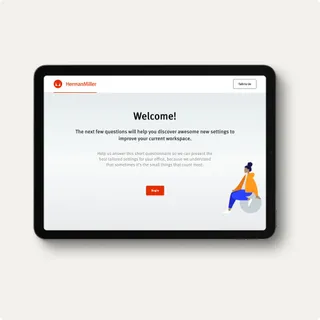 HermanMiller
Talk to us
Welcome!
The next few questions will help you discover awesome new settings to
improve your current workspace.
Help us answer this short questionnaire so we can present the
best tailored settings for your office, because we understand
that sometimes it's the small things that count most.